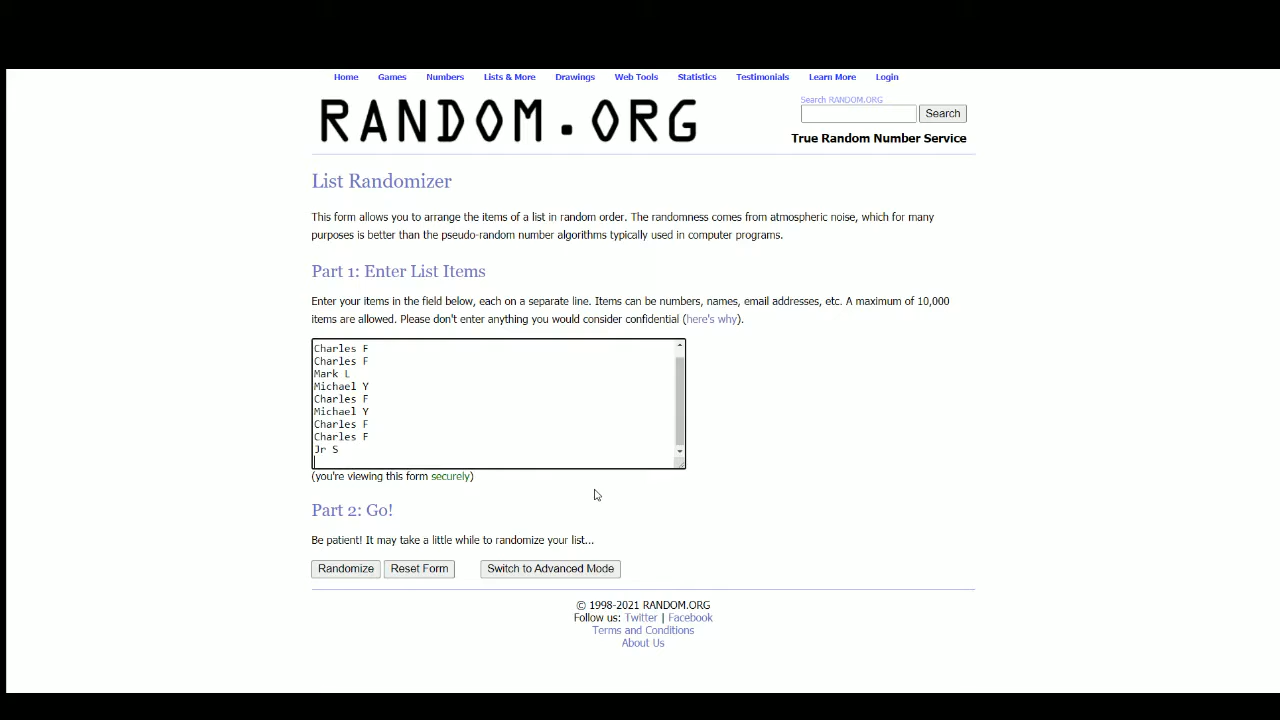 Home Games Numbers Lists & More Drawings Web Tools Statistics Testimonials Learn More Login
RANDOM.ORG
Search RANDOM.ORG
Search
True Random Number Service
List Randomizer
This form allows you to arrange the items of a list in random order. The randomness comes from atmospheric noise, which for many
purposes is better than the pseudo-random number algorithms typically used in computer programs.
Part 1: Enter List Items
Enter your items in the field below, each on a separate line. Items can be numbers, names, email addresses, etc. A maximum of 10,000
items are allowed. Please don't enter anything you would consider confidential (here's why).
Charles F
Charles F
Mark L
Michael Y
Charles F
Michael Y
Charles F
Charles F
Jr S
(you're viewing this form securely)
Part 2: Go!
Be patient! It may take a little while to randomize your list...
Randomize Reset Form Switch to Advanced Mode
© 1998-2021 RANDOM.ORG
Follow us: Twitter | Facebook
Terms and Conditions
About Us